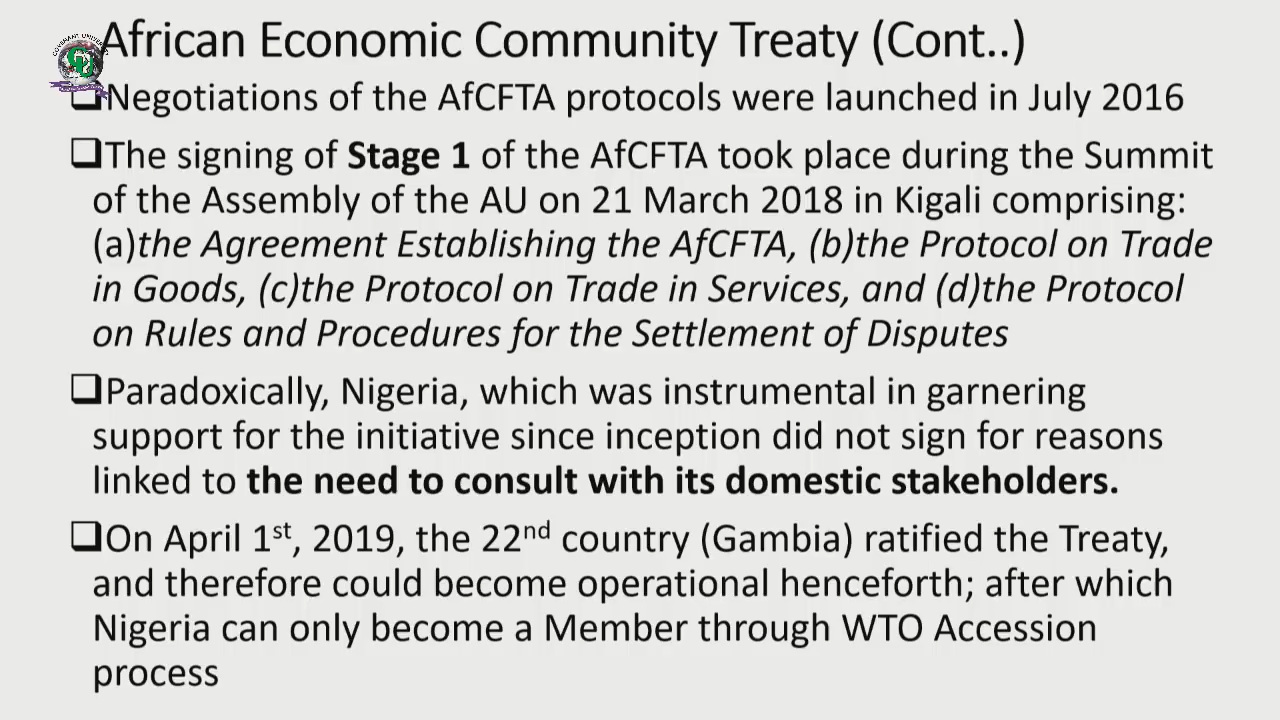 African Economic Community Treaty (Cont..)
COVENANT UNIVERSITY
CU
❑Negotiations of the AfCFTA protocols were launched in July 2016
❑The signing of Stage 1 of the AfCFTA took place during the Summit
of the Assembly of the AU on 21 March 2018 in Kigali comprising:
(a)the Agreement Establishing the AfCFTA, (b)the Protocol on Trade
in Goods, (c)the Protocol on Trade in Services, and (d)the Protocol
on Rules and Procedures for the Settlement of Disputes
❑Paradoxically, Nigeria, which was instrumental in garnering
support for the initiative since inception did not sign for reasons
linked to the need to consult with its domestic stakeholders.
❑On April 1st, 2019, the 22nd country (Gambia) ratified the Treaty,
and therefore could become operational henceforth; after which
Nigeria can only become a Member through WTO Accession
process